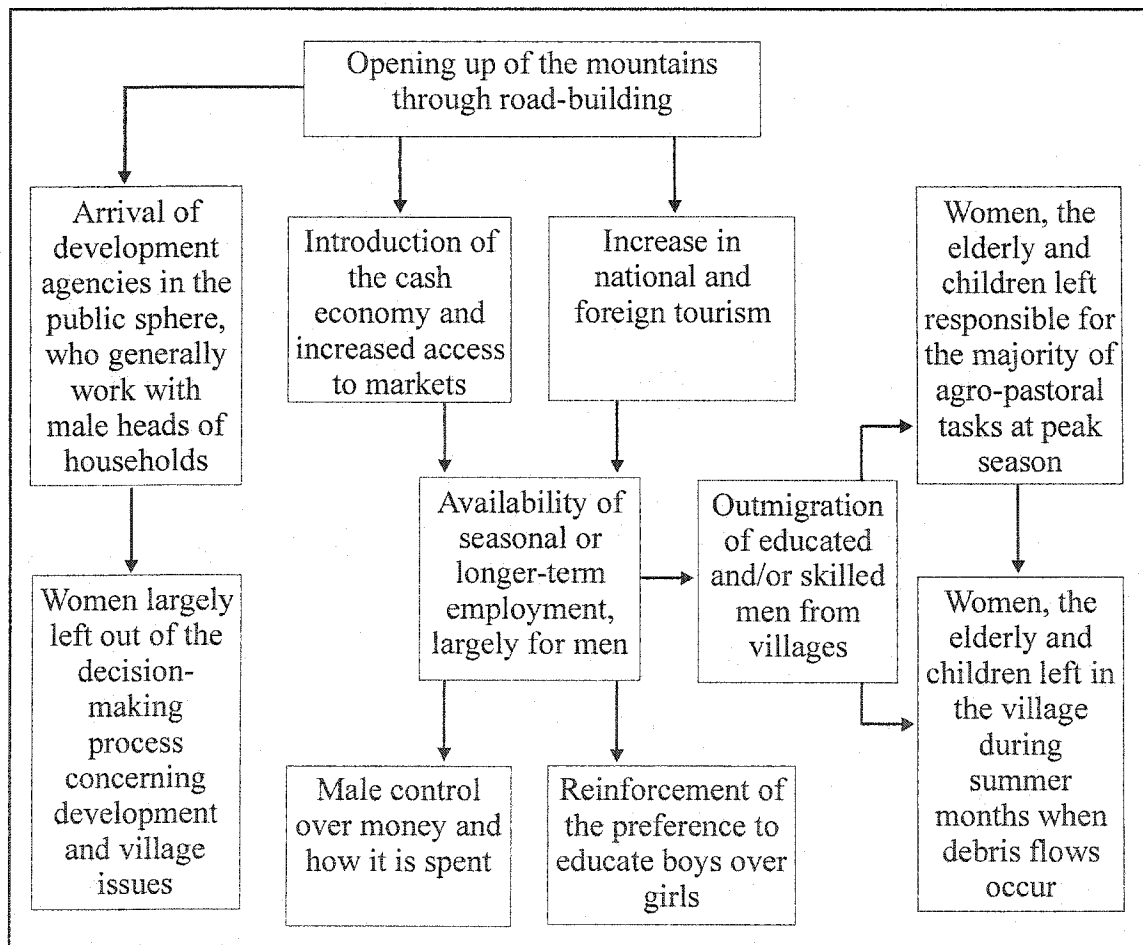 Opening up of the mountains
through road-building
Arrival of
development
agencies in the
public sphere,
who generally
work with
male heads of
households
Introduction of
the cash
economy and
increased access
to markets
Increase in
national and
foreign tourism
Women, the
elderly and
children left
responsible for
the majority of
agro-pastoral
tasks at peak
season
Availability of
seasonal or
longer-term
employment,
largely for men
Outmigration
of educated
and/or skilled
men from
villages
Women largely
left out of the
decision-
making
process
concerning
development
and village
issues
Male control
over money and
how it is spent
Reinforcement of
the preference to
educate boys over
girls
Women, the
elderly and
children left in
the village
during
summer
months when
debris flows
occur